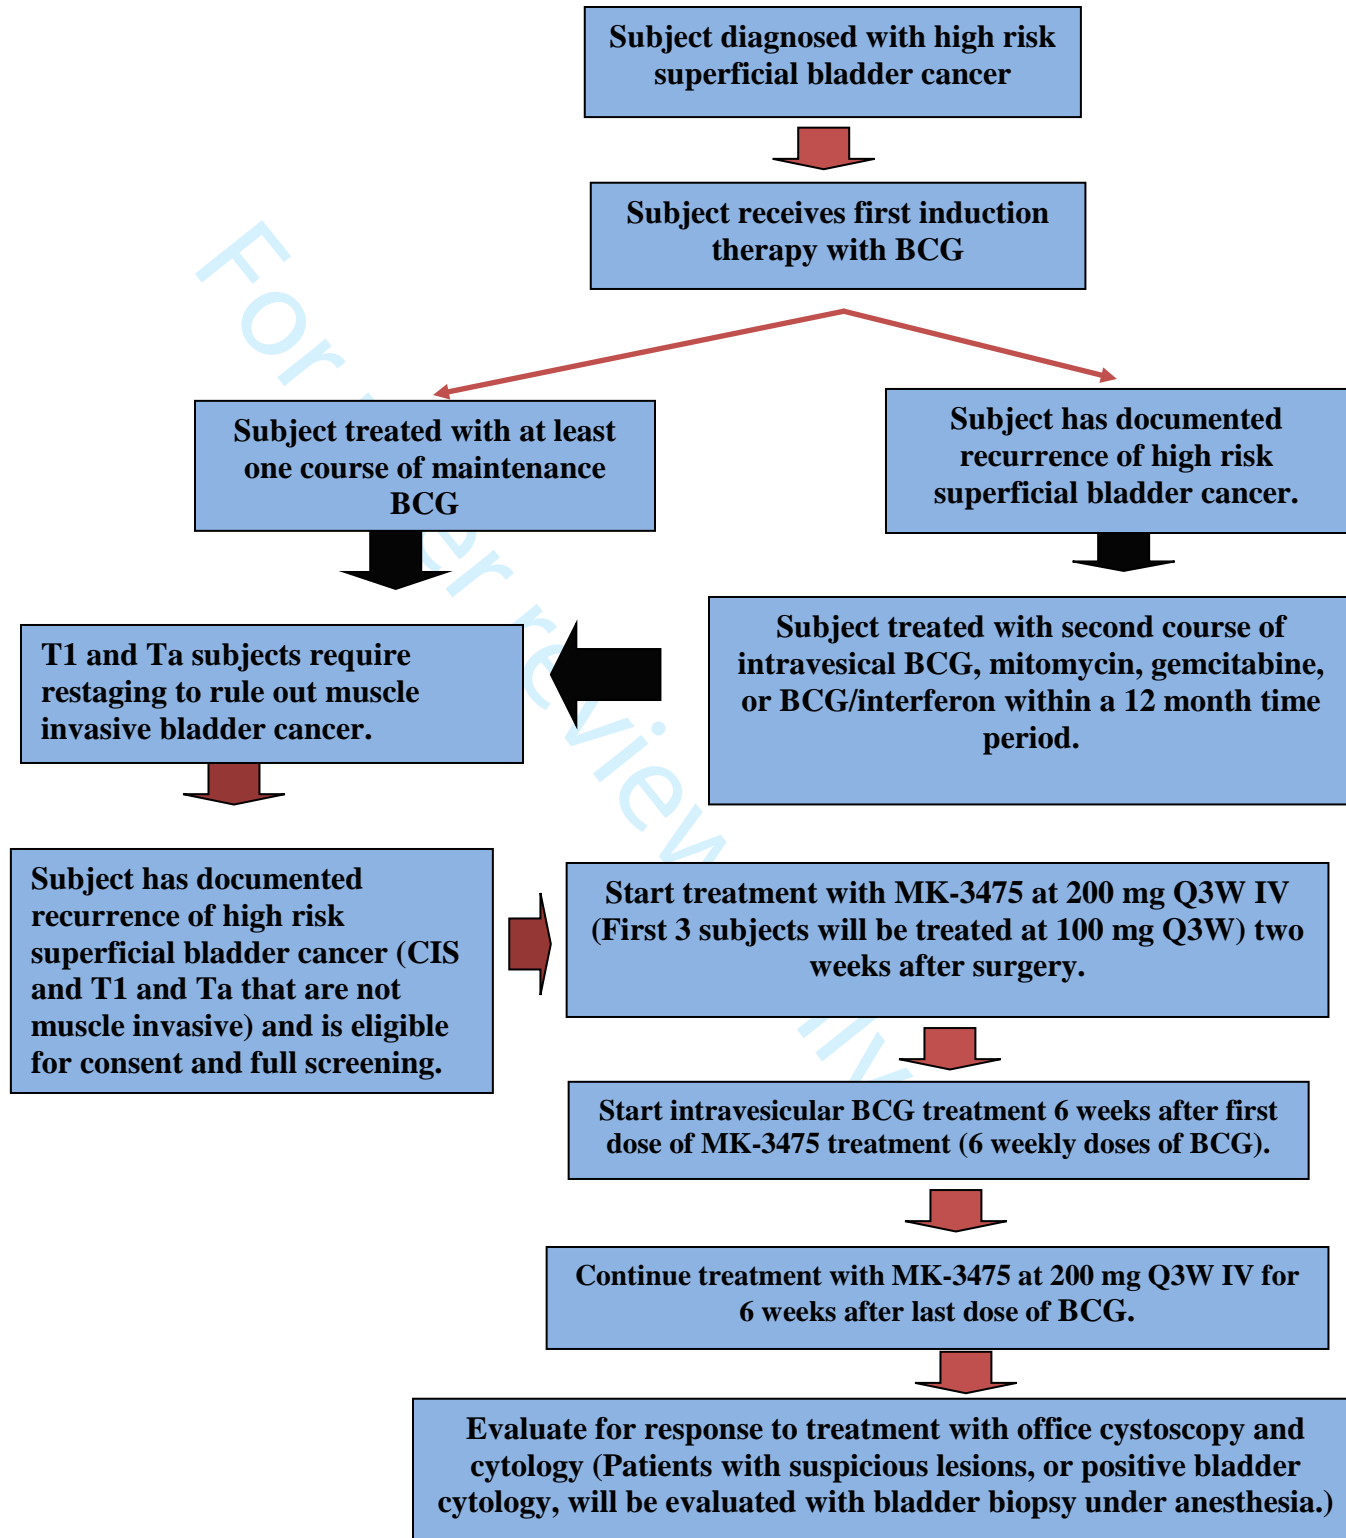 Subject diagnosed with high risk
superficial bladder cancer
Subject receives first induction
therapy with BCG
Subject treated with at least
one course of maintenance
BCG
Subject has documented
recurrence of high risk
superficial bladder cancer.
T1 and Ta subjects require
restaging to rule out muscle
invasive bladder cancer.
Subject treated with second course of
intravesical BCG, mitomycin, gemcitabine,
or BCG/interferon within a 12 month time
period.
Subject has documented
recurrence of high risk
superficial bladder cancer (CIS
and T1 and Ta that are not
muscle invasive) and is eligible
for consent and full screening.
Start treatment with MK-3475 at 200 mg Q3W IV
(First 3 subjects will be treated at 100 mg Q3W) two
weeks after surgery.
Start intravesicular BCG treatment 6 weeks after first
dose of MK-3475 treatment (6 weekly doses of BCG).
Continue treatment with MK-3475 at 200 mg Q3W IV for
6 weeks after last dose of BCG.
Evaluate for response to treatment with office cystoscopy and
cytology (Patients with suspicious lesions, or positive bladder
cytology, will be evaluated with bladder biopsy under anesthesia.)
For review